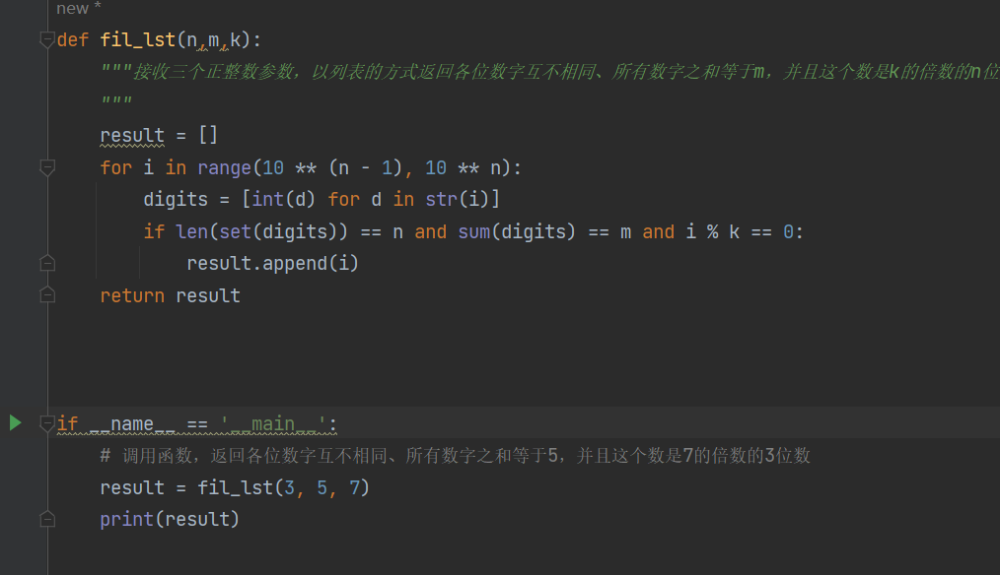 new *
def fil_lst(n,m,k):
"""接收三个正整数参数，以列表的方式返回各位数字互不相同、所有数字之和等于m，并且这个数是k的倍数的n位
"""
result = []
for i in range(10 ** (n - 1), 10 ** n):
digits = [int(d) for d in str(i)]
if len(set(digits)) == n and sum(digits) == m and i % k == 0:
result.append(i)
return result
if __name__ == '__main__':
# 调用函数，返回各位数字互不相同、所有数字之和等于5，并且这个数是7的倍数的3位数
result = fil_lst(3, 5, 7)
print(result)